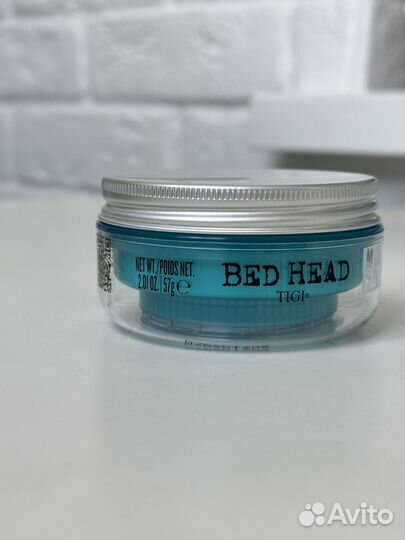 NET WT./POIDS NET.
2.01 OZ. | 57g ℮
BED HEAD
TIGI®
Avito